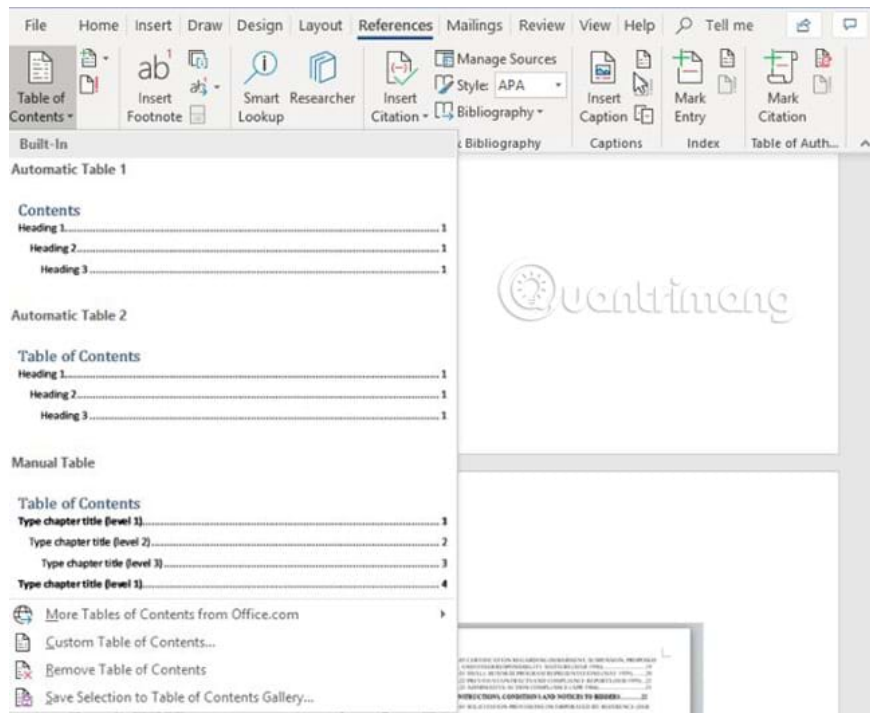 File Home Insert Draw Design Layout References Mailings Review View Help Tell me
Table of Contents
ab1 Insert Footnote
Smart Lookup
Researcher
Insert Citation
Manage Sources
Style: APA
Bibliography
Insert Caption
Mark Entry
Mark Citation
& Bibliography Captions Index Table of Auth...
Built-In
Automatic Table 1
Contents
Heading 1 1
Heading 2 1
Heading 3 1
Quantrimang
Automatic Table 2
Table of Contents
Heading 1 1
Heading 2 1
Heading 3 1
Manual Table
Table of Contents
Type chapter title (level 1) 1
Type chapter title (level 2) 2
Type chapter title (level 3) 3
Type chapter title (level 1) 4
More Tables of Contents from Office.com
Custom Table of Contents...
Remove Table of Contents
Save Selection to Table of Contents Gallery...